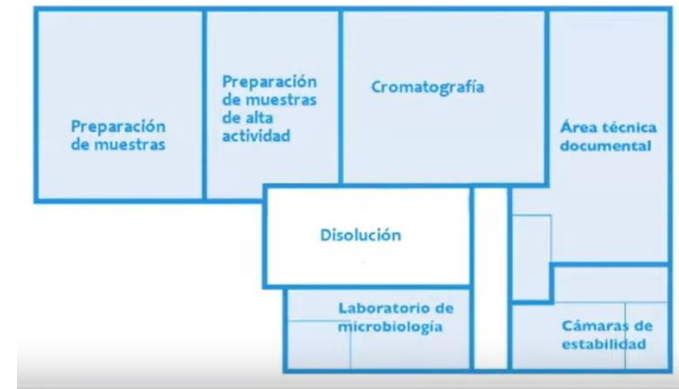 Preparación
de muestras
Preparación
de muestras
de alta
actividad
Cromatografía
Área técnica
documental
Disolución
Laboratorio de
microbiología
Cámaras de
estabilidad